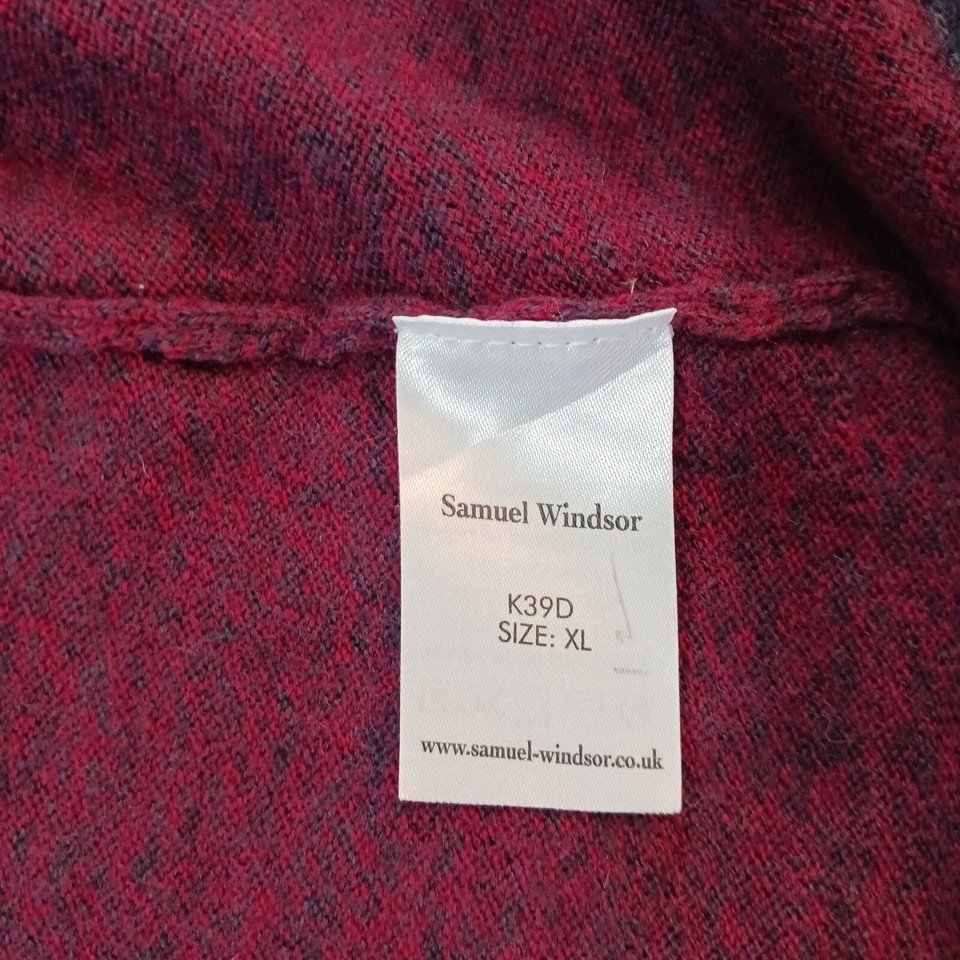 Samuel Windsor
K39D
SIZE: XL
www.samuel-windsor.co.uk